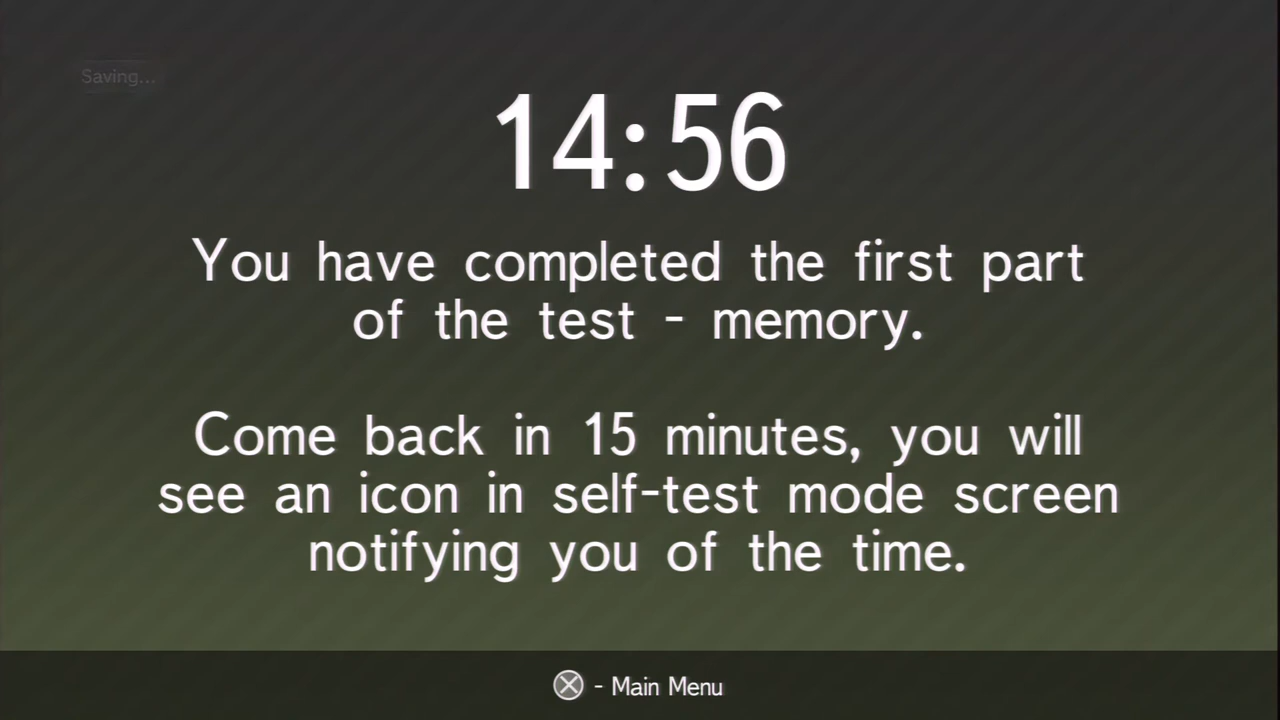 Saving...
14:56
You have completed the first part
of the test - memory.
Come back in 15 minutes, you will
see an icon in self-test mode screen
notifying you of the time.
- Main Menu